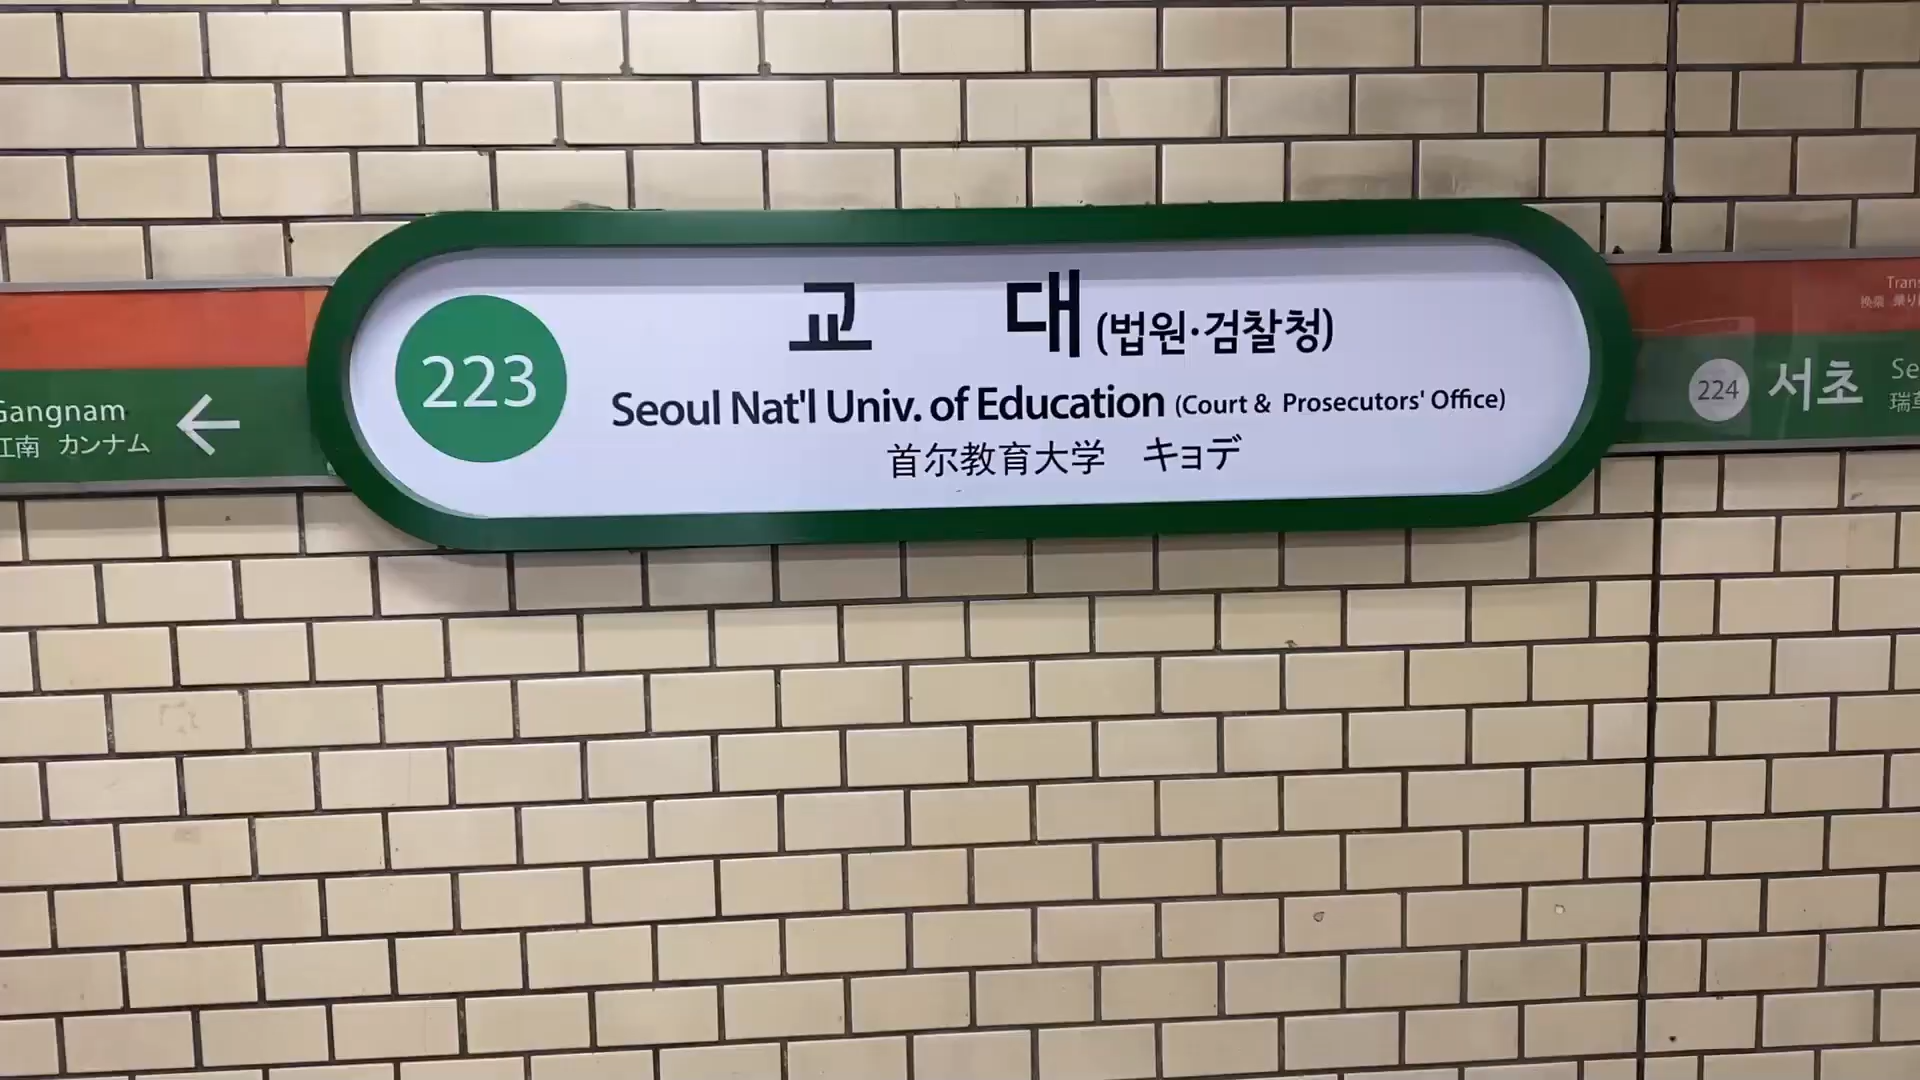 Gangnam
江南 カンナム
←
223
교 대 (법원·검찰청)
Seoul Nat'l Univ. of Education (Court & Prosecutors' Office)
首尔教育大学 キョデ
224 서초